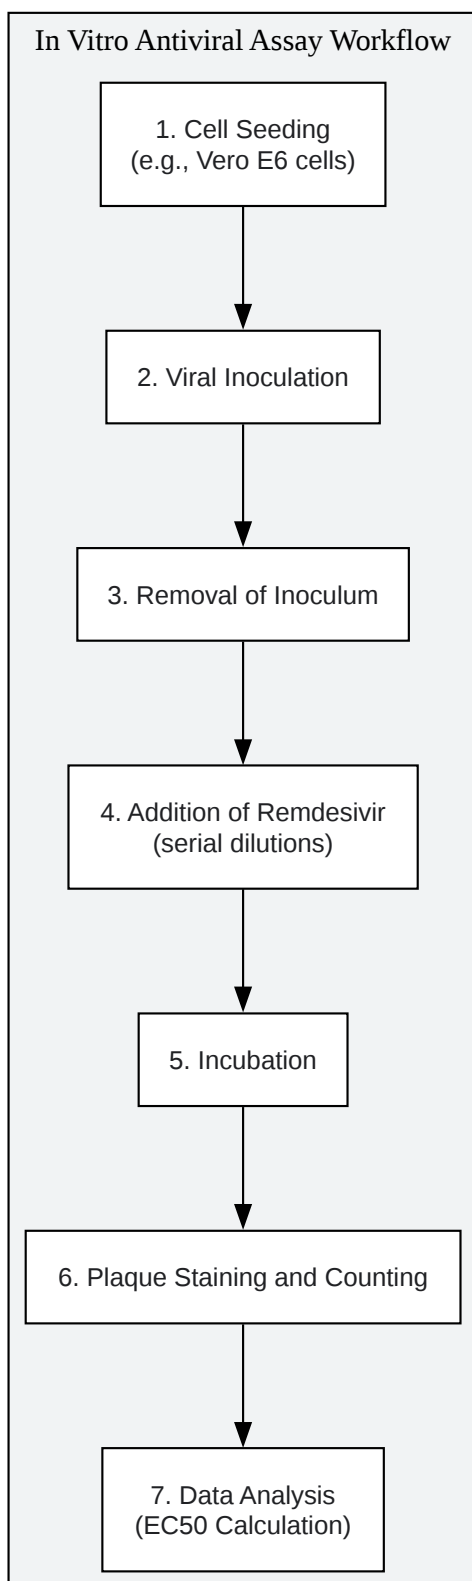 In Vitro Antiviral Assay Workflow
1. Cell Seeding
(e.g., Vero E6 cells)
2. Viral Inoculation
3. Removal of Inoculum
4. Addition of Remdesivir
(serial dilutions)
5. Incubation
6. Plaque Staining and Counting
7. Data Analysis
(EC50 Calculation)